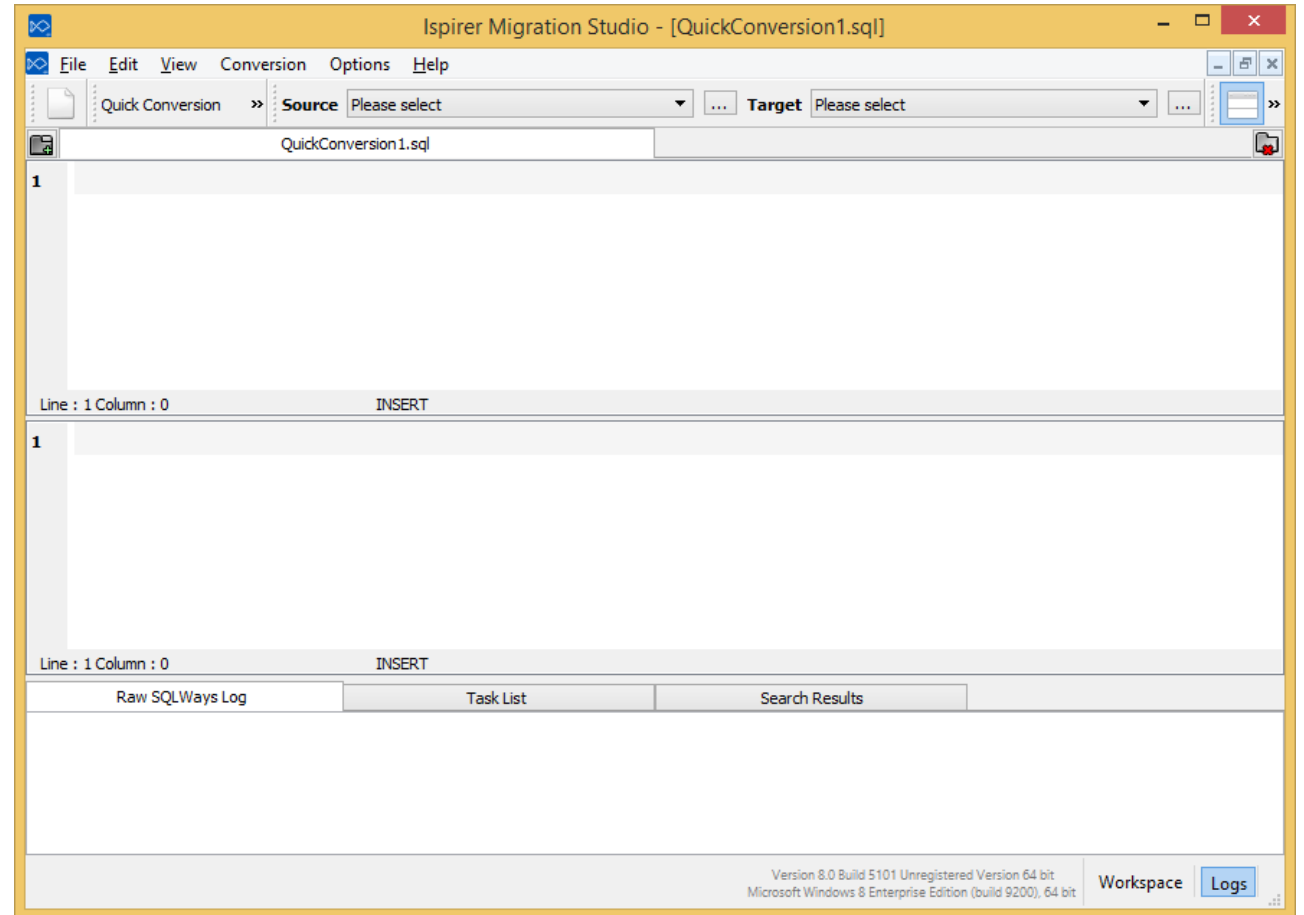 Ispirer Migration Studio - [QuickConversion1.sql]
File Edit View Conversion Options Help
Quick Conversion » Source Please select ... Target Please select ... »
QuickConversion1.sql
1
Line : 1 Column : 0 INSERT
1
Line : 1 Column : 0 INSERT
Raw SQLWays Log Task List Search Results
Version 8.0 Build 5101 Unregistered Version 64 bit
Microsoft Windows 8 Enterprise Edition (build 9200), 64 bit
Workspace Logs